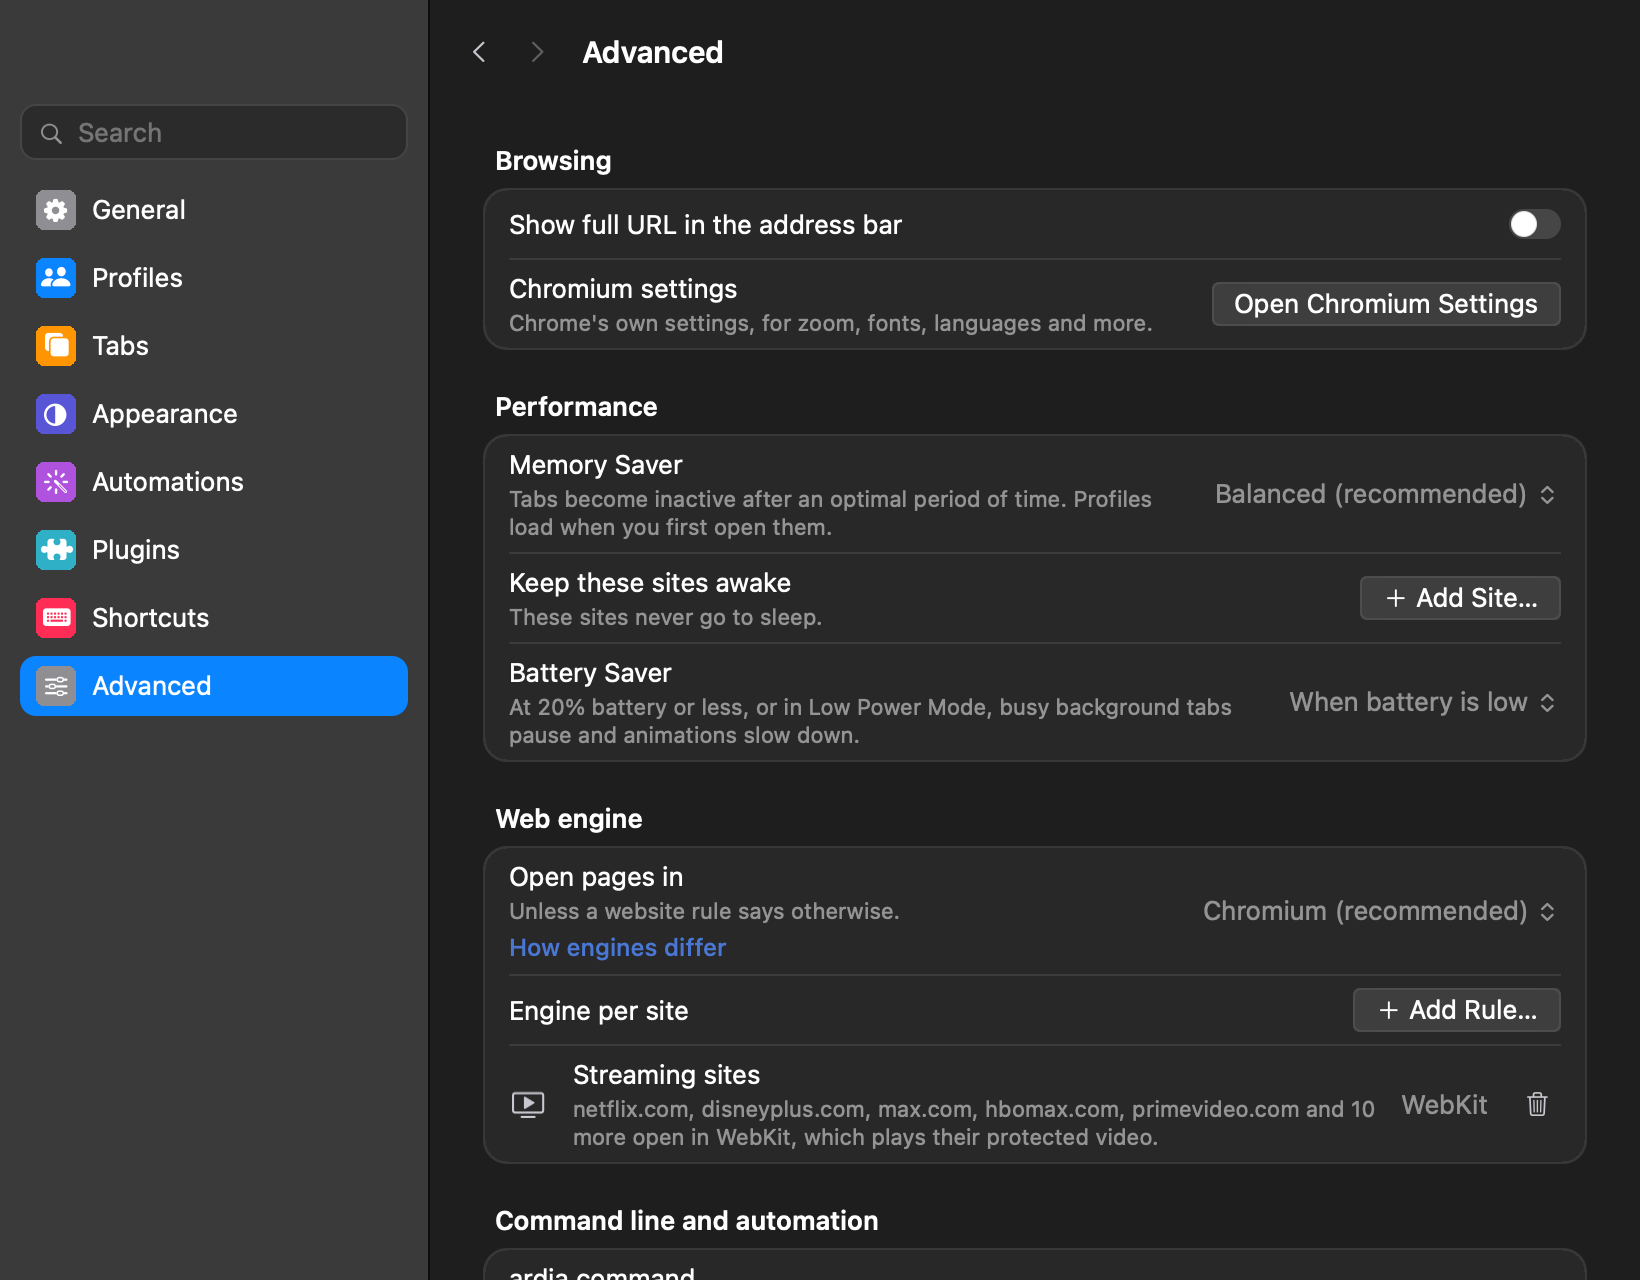 Advanced
Search
General
Profiles
Tabs
Appearance
Automations
Plugins
Shortcuts
Advanced
Browsing
Show full URL in the address bar
Chromium settings
Chrome's own settings, for zoom, fonts, languages and more.
Open Chromium Settings
Performance
Memory Saver
Tabs become inactive after an optimal period of time. Profiles
load when you first open them.
Balanced (recommended)
Keep these sites awake
These sites never go to sleep.
+ Add Site...
Battery Saver
At 20% battery or less, or in Low Power Mode, busy background tabs
pause and animations slow down.
When battery is low
Web engine
Open pages in
Unless a website rule says otherwise.
How engines differ
Chromium (recommended)
Engine per site
+ Add Rule...
Streaming sites
netflix.com, disneyplus.com, max.com, hbomax.com, primevideo.com and 10
more open in WebKit, which plays their protected video.
WebKit
Command line and automation
ardia command